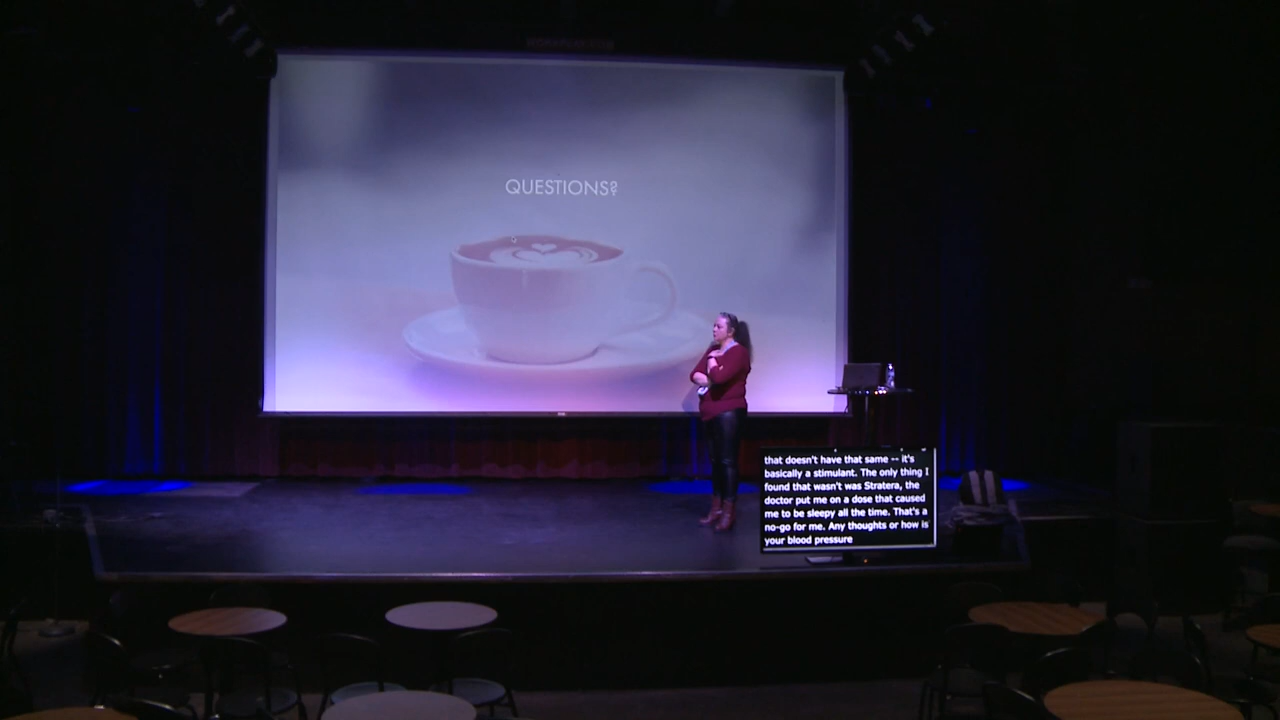 QUESTIONS?
that doesn't have that same -- it's
basically a stimulant. The only thing I
found that wasn't was Stratera, the
doctor put me on a dose that caused
me to be sleepy all the time. That's a
no-go for me. Any thoughts or how is
your blood pressure